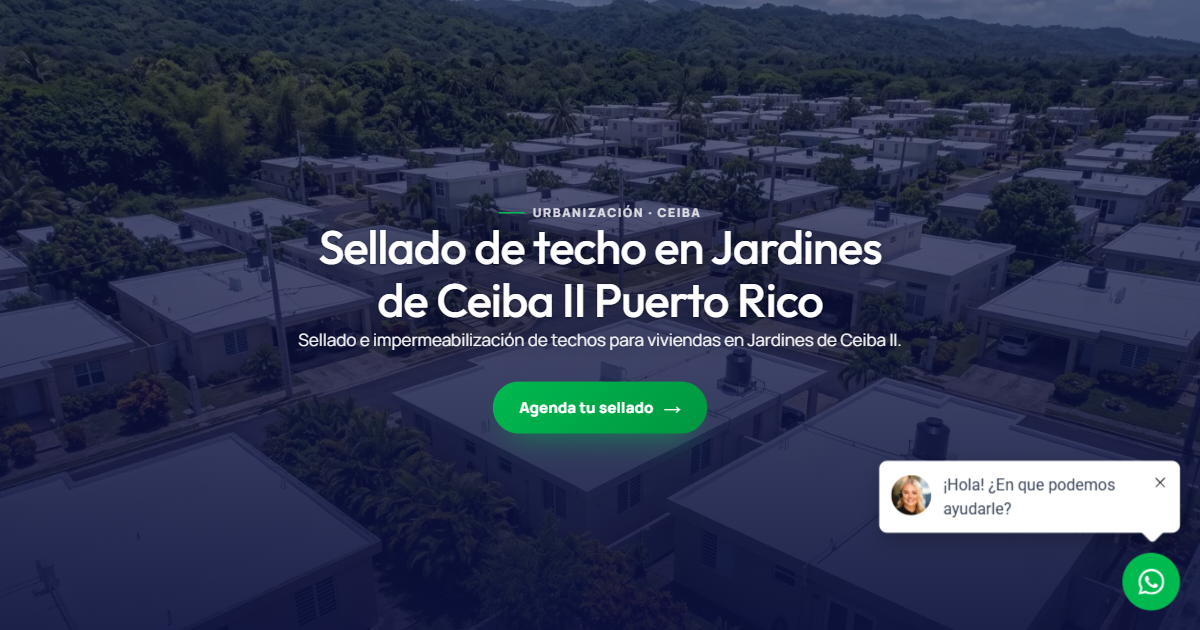 URBANIZACIÓN · CEIBA
Sellado de techo en Jardines
de Ceiba II Puerto Rico
Sellado e impermeabilización de techos para viviendas en Jardines de Ceiba II.
Agenda tu sellado →
¡Hola! ¿En que podemos
ayudarle?